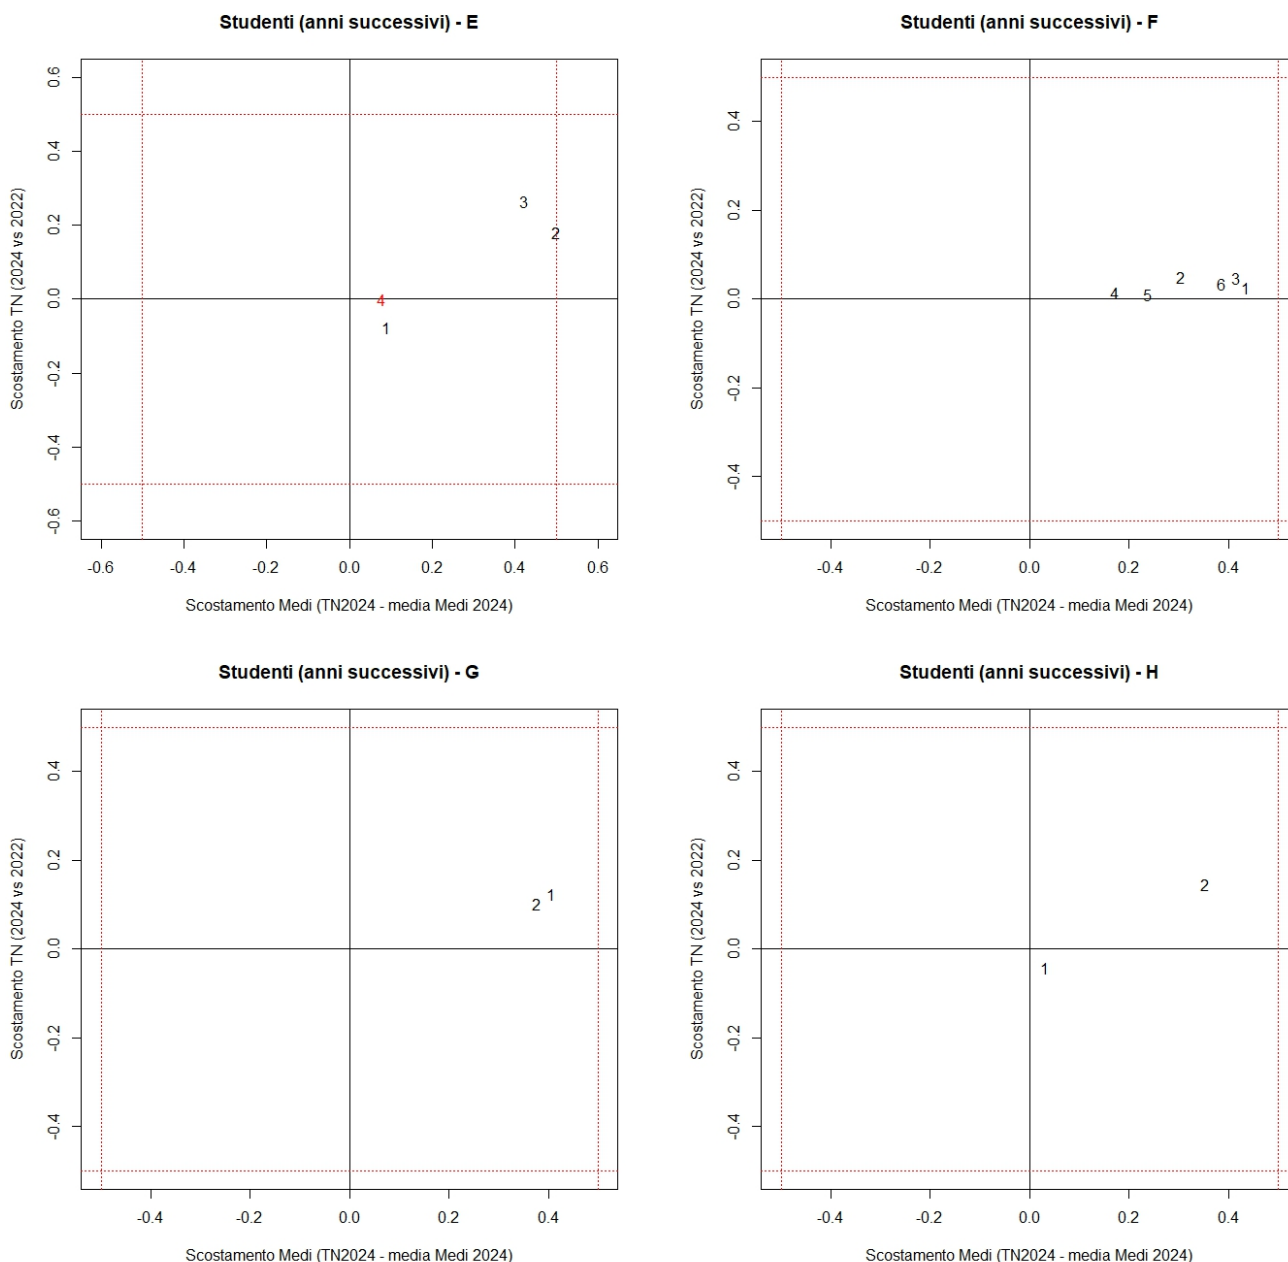 Studenti (anni successivi) - E
Scostamento TN (2024 vs 2022)
0.6
0.4
0.2
0.0
-0.2
-0.4
-0.6
3
2
4
1
-0.6 -0.4 -0.2 0.0 0.2 0.4 0.6
Scostamento Medi (TN2024 - media Medi 2024)
Studenti (anni successivi) - F
Scostamento TN (2024 vs 2022)
0.4
0.2
0.0
-0.2
-0.4
4 5 2 6 3 1
-0.4 -0.2 0.0 0.2 0.4
Scostamento Medi (TN2024 - media Medi 2024)
Studenti (anni successivi) - G
Scostamento TN (2024 vs 2022)
0.4
0.2
0.0
-0.2
-0.4
2 1
-0.4 -0.2 0.0 0.2 0.4
Scostamento Medi (TN2024 - media Medi 2024)
Studenti (anni successivi) - H
Scostamento TN (2024 vs 2022)
0.4
0.2
0.0
-0.2
-0.4
2
1
-0.4 -0.2 0.0 0.2 0.4
Scostamento Medi (TN2024 - media Medi 2024)